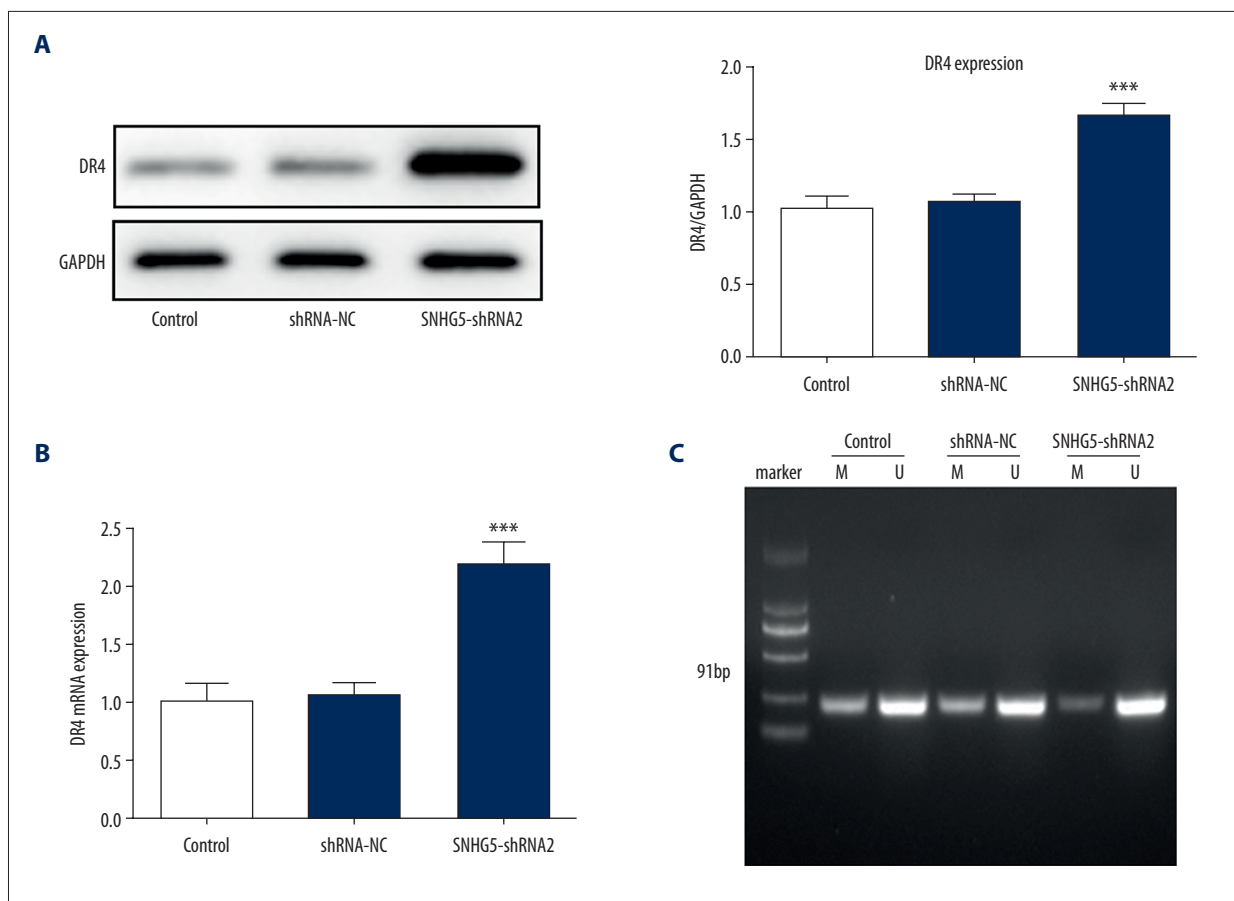 A
DR4
GAPDH
Control shRNA-NC SNHG5-shRNA2
DR4 expression
***
DR4/GAPDH
2.0
1.5
1.0
0.5
0.0
Control shRNA-NC SNHG5-shRNA2
B
***
DR4 mRNA expression
2.5
2.0
1.5
1.0
0.5
0.0
Control shRNA-NC SNHG5-shRNA2
C
Control shRNA-NC SNHG5-shRNA2
marker M U M U M U
91bp